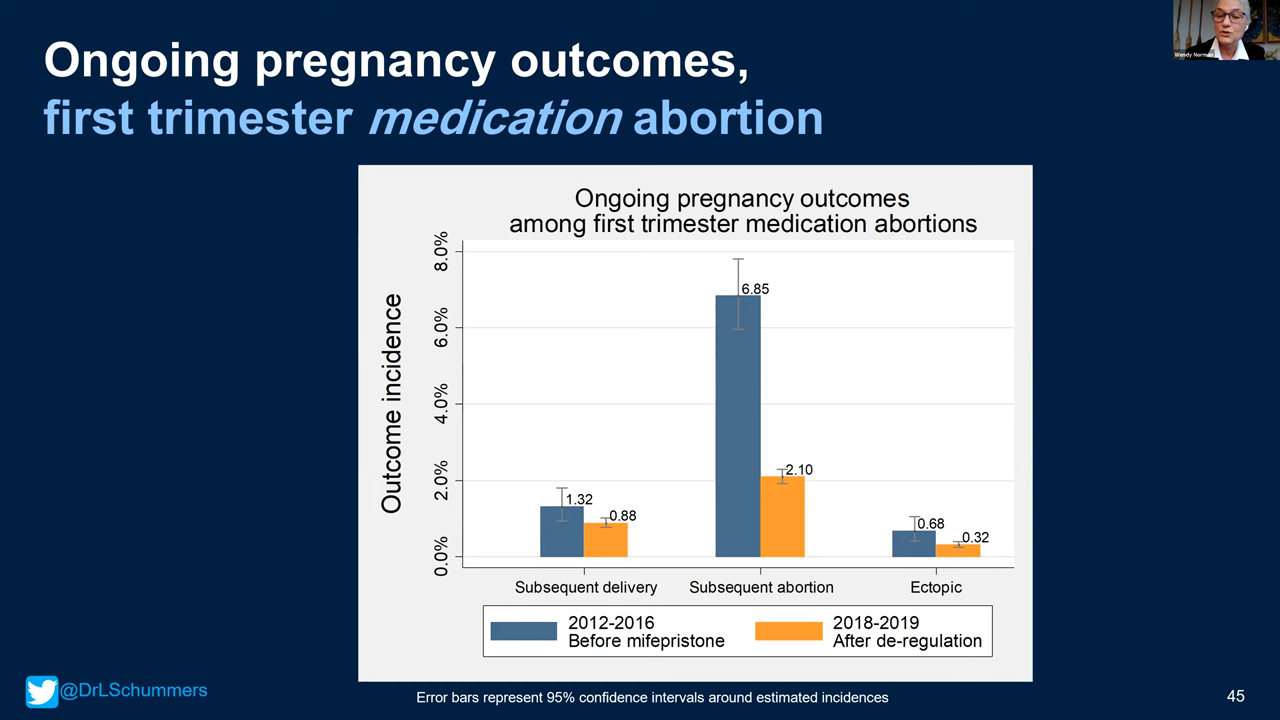 Ongoing pregnancy outcomes,
first trimester medication abortion
Wendy Norman
Ongoing pregnancy outcomes
among first trimester medication abortions
Outcome incidence
8.0%
6.0%
4.0%
2.0%
0.0%
1.32
0.88
6.85
2.10
0.68
0.32
Subsequent delivery
Subsequent abortion
Ectopic
2012-2016
Before mifepristone
2018-2019
After de-regulation
@DrLSchummers
Error bars represent 95% confidence intervals around estimated incidences
45